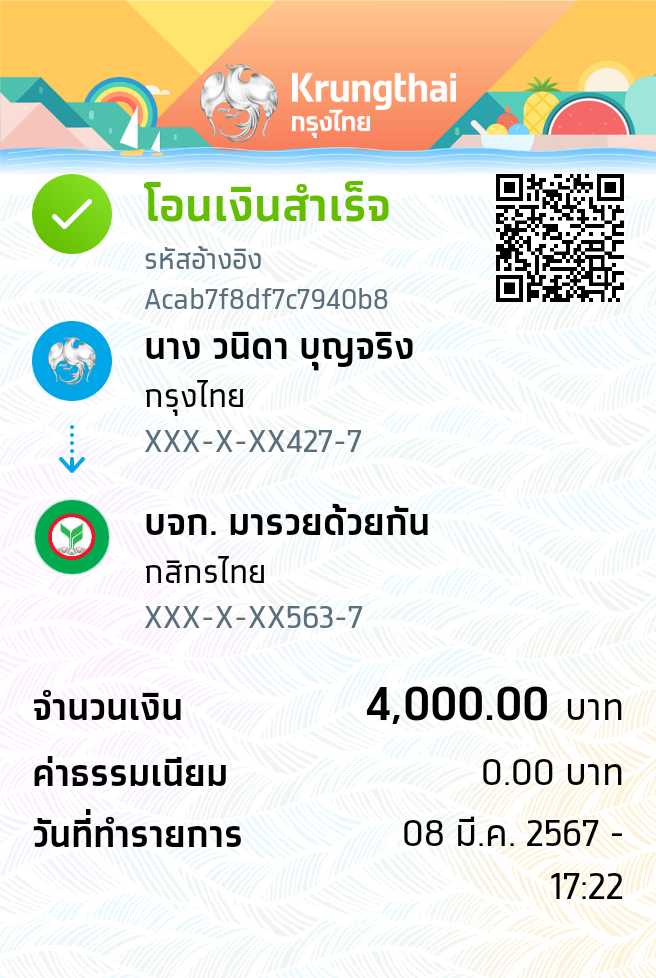 Krungthai
กรุงไทย
โอนเงินสำเร็จ
รหัสอ้างอิง
Acab7f8df7c7940b8
นาง วนิดา บุญจริง
กรุงไทย
XXX-X-XX427-7
บจก. มารวยด้วยกัน
กสิกรไทย
XXX-X-XX563-7
จำนวนเงิน 4,000.00 บาท
ค่าธรรมเนียม 0.00 บาท
วันที่ทำรายการ 08 มี.ค. 2567 -
17:22